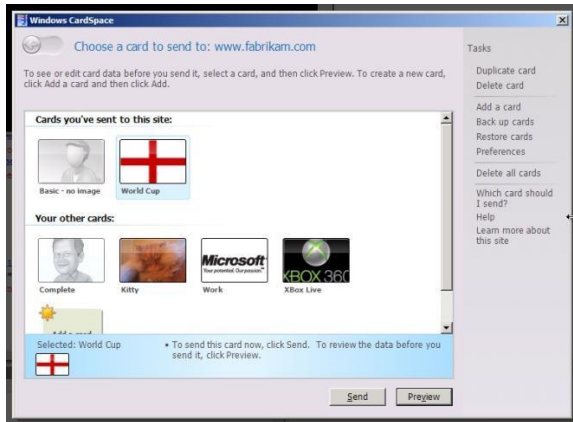 Windows CardSpace
Choose a card to send to: www.fabrikam.com
To see or edit card data before you send it, select a card, and then click Preview. To create a new card,
click Add a card and then click Add.
Cards you've sent to this site:
Basic - no image
World Cup
Your other cards:
Microsoft
Your potential. Our passion.™
XBOX 360
Complete
Kitty
Work
XBox Live
Add a card
Selected: World Cup
• To send this card now, click Send. To review the data before you
send it, click Preview.
Send
Preview
Tasks
Duplicate card
Delete card
Add a card
Back up cards
Restore cards
Preferences
Delete all cards
Which card should
I send?
Help
Learn more about
this site